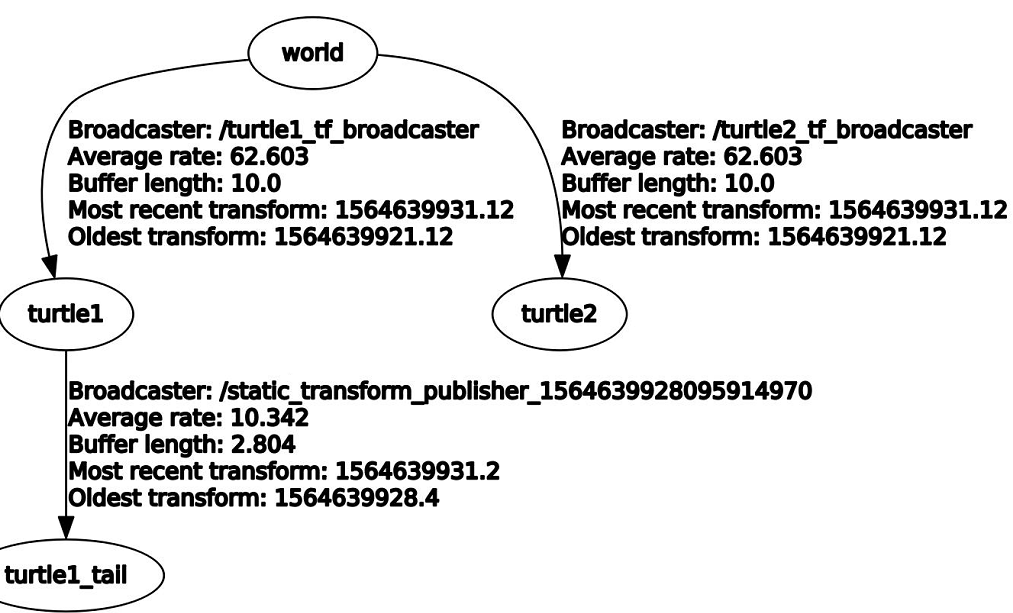 world
Broadcaster: /turtle1_tf_broadcaster
Average rate: 62.603
Buffer length: 10.0
Most recent transform: 1564639931.12
Oldest transform: 1564639921.12
Broadcaster: /turtle2_tf_broadcaster
Average rate: 62.603
Buffer length: 10.0
Most recent transform: 1564639931.12
Oldest transform: 1564639921.12
turtle1
turtle2
Broadcaster: /static_transform_publisher_1564639928095914970
Average rate: 10.342
Buffer length: 2.804
Most recent transform: 1564639931.2
Oldest transform: 1564639928.4
turtle1_tail